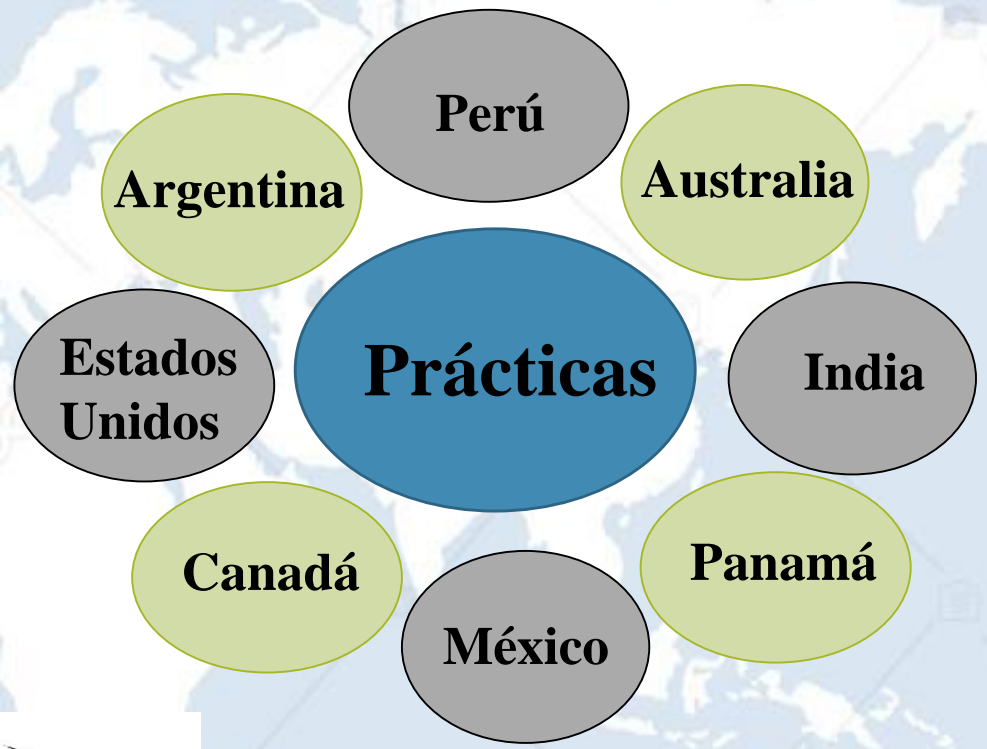 Perú
Argentina
Australia
Estados
Unidos
Prácticas
India
Canadá
Panamá
México